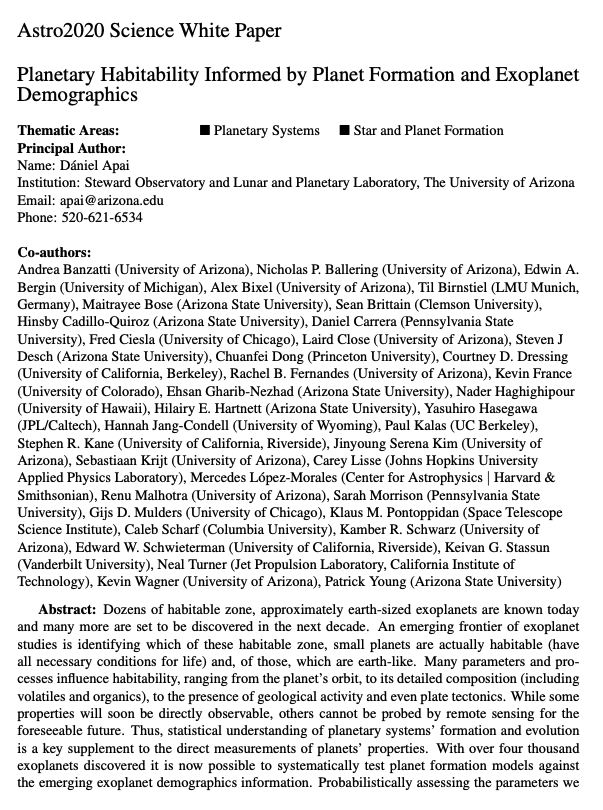 Astro2020 Science White Paper
Planetary Habitability Informed by Planet Formation and Exoplanet
Demographics
Thematic Areas: ■ Planetary Systems ■ Star and Planet Formation
Principal Author:
Name: Dániel Apai
Institution: Steward Observatory and Lunar and Planetary Laboratory, The University of Arizona
Email: apai@arizona.edu
Phone: 520-621-6534
Co-authors:
Andrea Banzatti (University of Arizona), Nicholas P. Ballering (University of Arizona), Edwin A.
Bergin (University of Michigan), Alex Bixel (University of Arizona), Til Birnstiel (LMU Munich,
Germany), Maitrayee Bose (Arizona State University), Sean Brittain (Clemson University),
Hinsby Cadillo-Quiroz (Arizona State University), Daniel Carrera (Pennsylvania State
University), Fred Ciesla (University of Chicago), Laird Close (University of Arizona), Steven J
Desch (Arizona State University), Chuanfei Dong (Princeton University), Courtney D. Dressing
(University of California, Berkeley), Rachel B. Fernandes (University of Arizona), Kevin France
(University of Colorado), Ehsan Gharib-Nezhad (Arizona State University), Nader Haghighipour
(University of Hawaii), Hilairy E. Hartnett (Arizona State University), Yasuhiro Hasegawa
(JPL/Caltech), Hannah Jang-Condell (University of Wyoming), Paul Kalas (UC Berkeley),
Stephen R. Kane (University of California, Riverside), Jinyoung Serena Kim (University of
Arizona), Sebastiaan Krijt (University of Arizona), Carey Lisse (Johns Hopkins University
Applied Physics Laboratory), Mercedes López-Morales (Center for Astrophysics | Harvard &
Smithsonian), Renu Malhotra (University of Arizona), Sarah Morrison (Pennsylvania State
University), Gijs D. Mulders (University of Chicago), Klaus M. Pontoppidan (Space Telescope
Science Institute), Caleb Scharf (Columbia University), Kamber R. Schwarz (University of
Arizona), Edward W. Schwieterman (University of California, Riverside), Keivan G. Stassun
(Vanderbilt University), Neal Turner (Jet Propulsion Laboratory, California Institute of
Technology), Kevin Wagner (University of Arizona), Patrick Young (Arizona State University)
Abstract: Dozens of habitable zone, approximately earth-sized exoplanets are known today
and many more are set to be discovered in the next decade. An emerging frontier of exoplanet
studies is identifying which of these habitable zone, small planets are actually habitable (have
all necessary conditions for life) and, of those, which are earth-like. Many parameters and pro-
cesses influence habitability, ranging from the planet's orbit, to its detailed composition (including
volatiles and organics), to the presence of geological activity and even plate tectonics. While some
properties will soon be directly observable, others cannot be probed by remote sensing for the
foreseeable future. Thus, statistical understanding of planetary systems' formation and evolution
is a key supplement to the direct measurements of planets' properties. With over four thousand
exoplanets discovered it is now possible to systematically test planet formation models against
the emerging exoplanet demographics information. Probabilistically assessing the parameters we